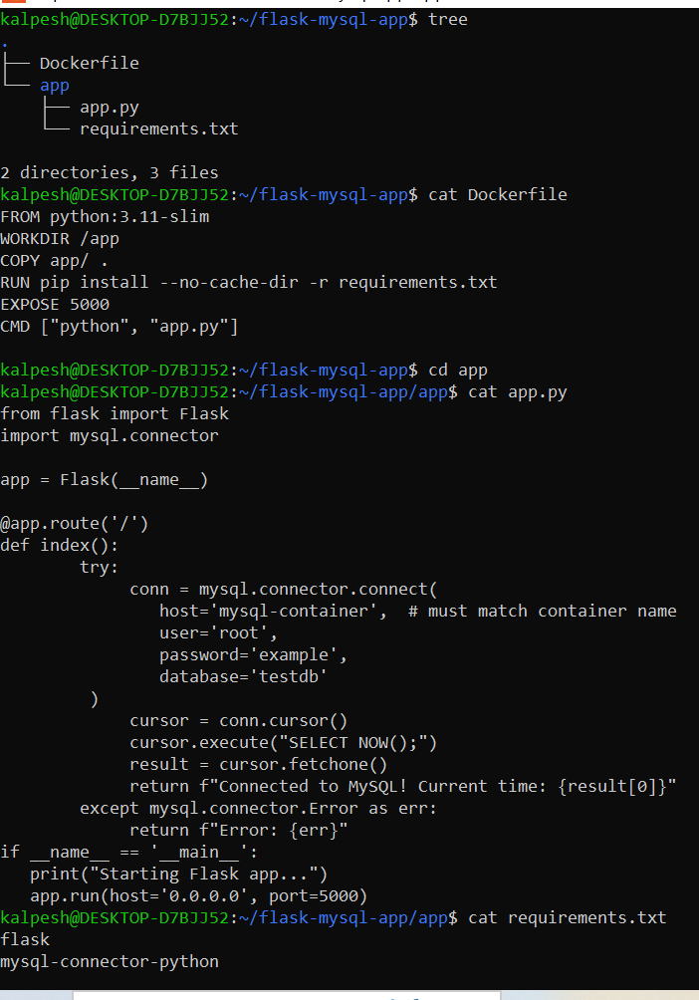 kalpesh@DESKTOP-D7BJJ52:~/flask-mysql-app$ tree
.
├── Dockerfile
└── app
    ├── app.py
    └── requirements.txt

2 directories, 3 files
kalpesh@DESKTOP-D7BJJ52:~/flask-mysql-app$ cat Dockerfile
FROM python:3.11-slim
WORKDIR /app
COPY app/ .
RUN pip install --no-cache-dir -r requirements.txt
EXPOSE 5000
CMD ["python", "app.py"]

kalpesh@DESKTOP-D7BJJ52:~/flask-mysql-app$ cd app
kalpesh@DESKTOP-D7BJJ52:~/flask-mysql-app/app$ cat app.py
from flask import Flask
import mysql.connector

app = Flask(__name__)

@app.route('/')
def index():
        try:
             conn = mysql.connector.connect(
                host='mysql-container',  # must match container name
                user='root',
                password='example',
                database='testdb'
         )
             cursor = conn.cursor()
             cursor.execute("SELECT NOW();")
             result = cursor.fetchone()
             return f"Connected to MySQL! Current time: {result[0]}"
        except mysql.connector.Error as err:
             return f"Error: {err}"
if __name__ == '__main__':
   print("Starting Flask app...")
   app.run(host='0.0.0.0', port=5000)
kalpesh@DESKTOP-D7BJJ52:~/flask-mysql-app/app$ cat requirements.txt
flask
mysql-connector-python